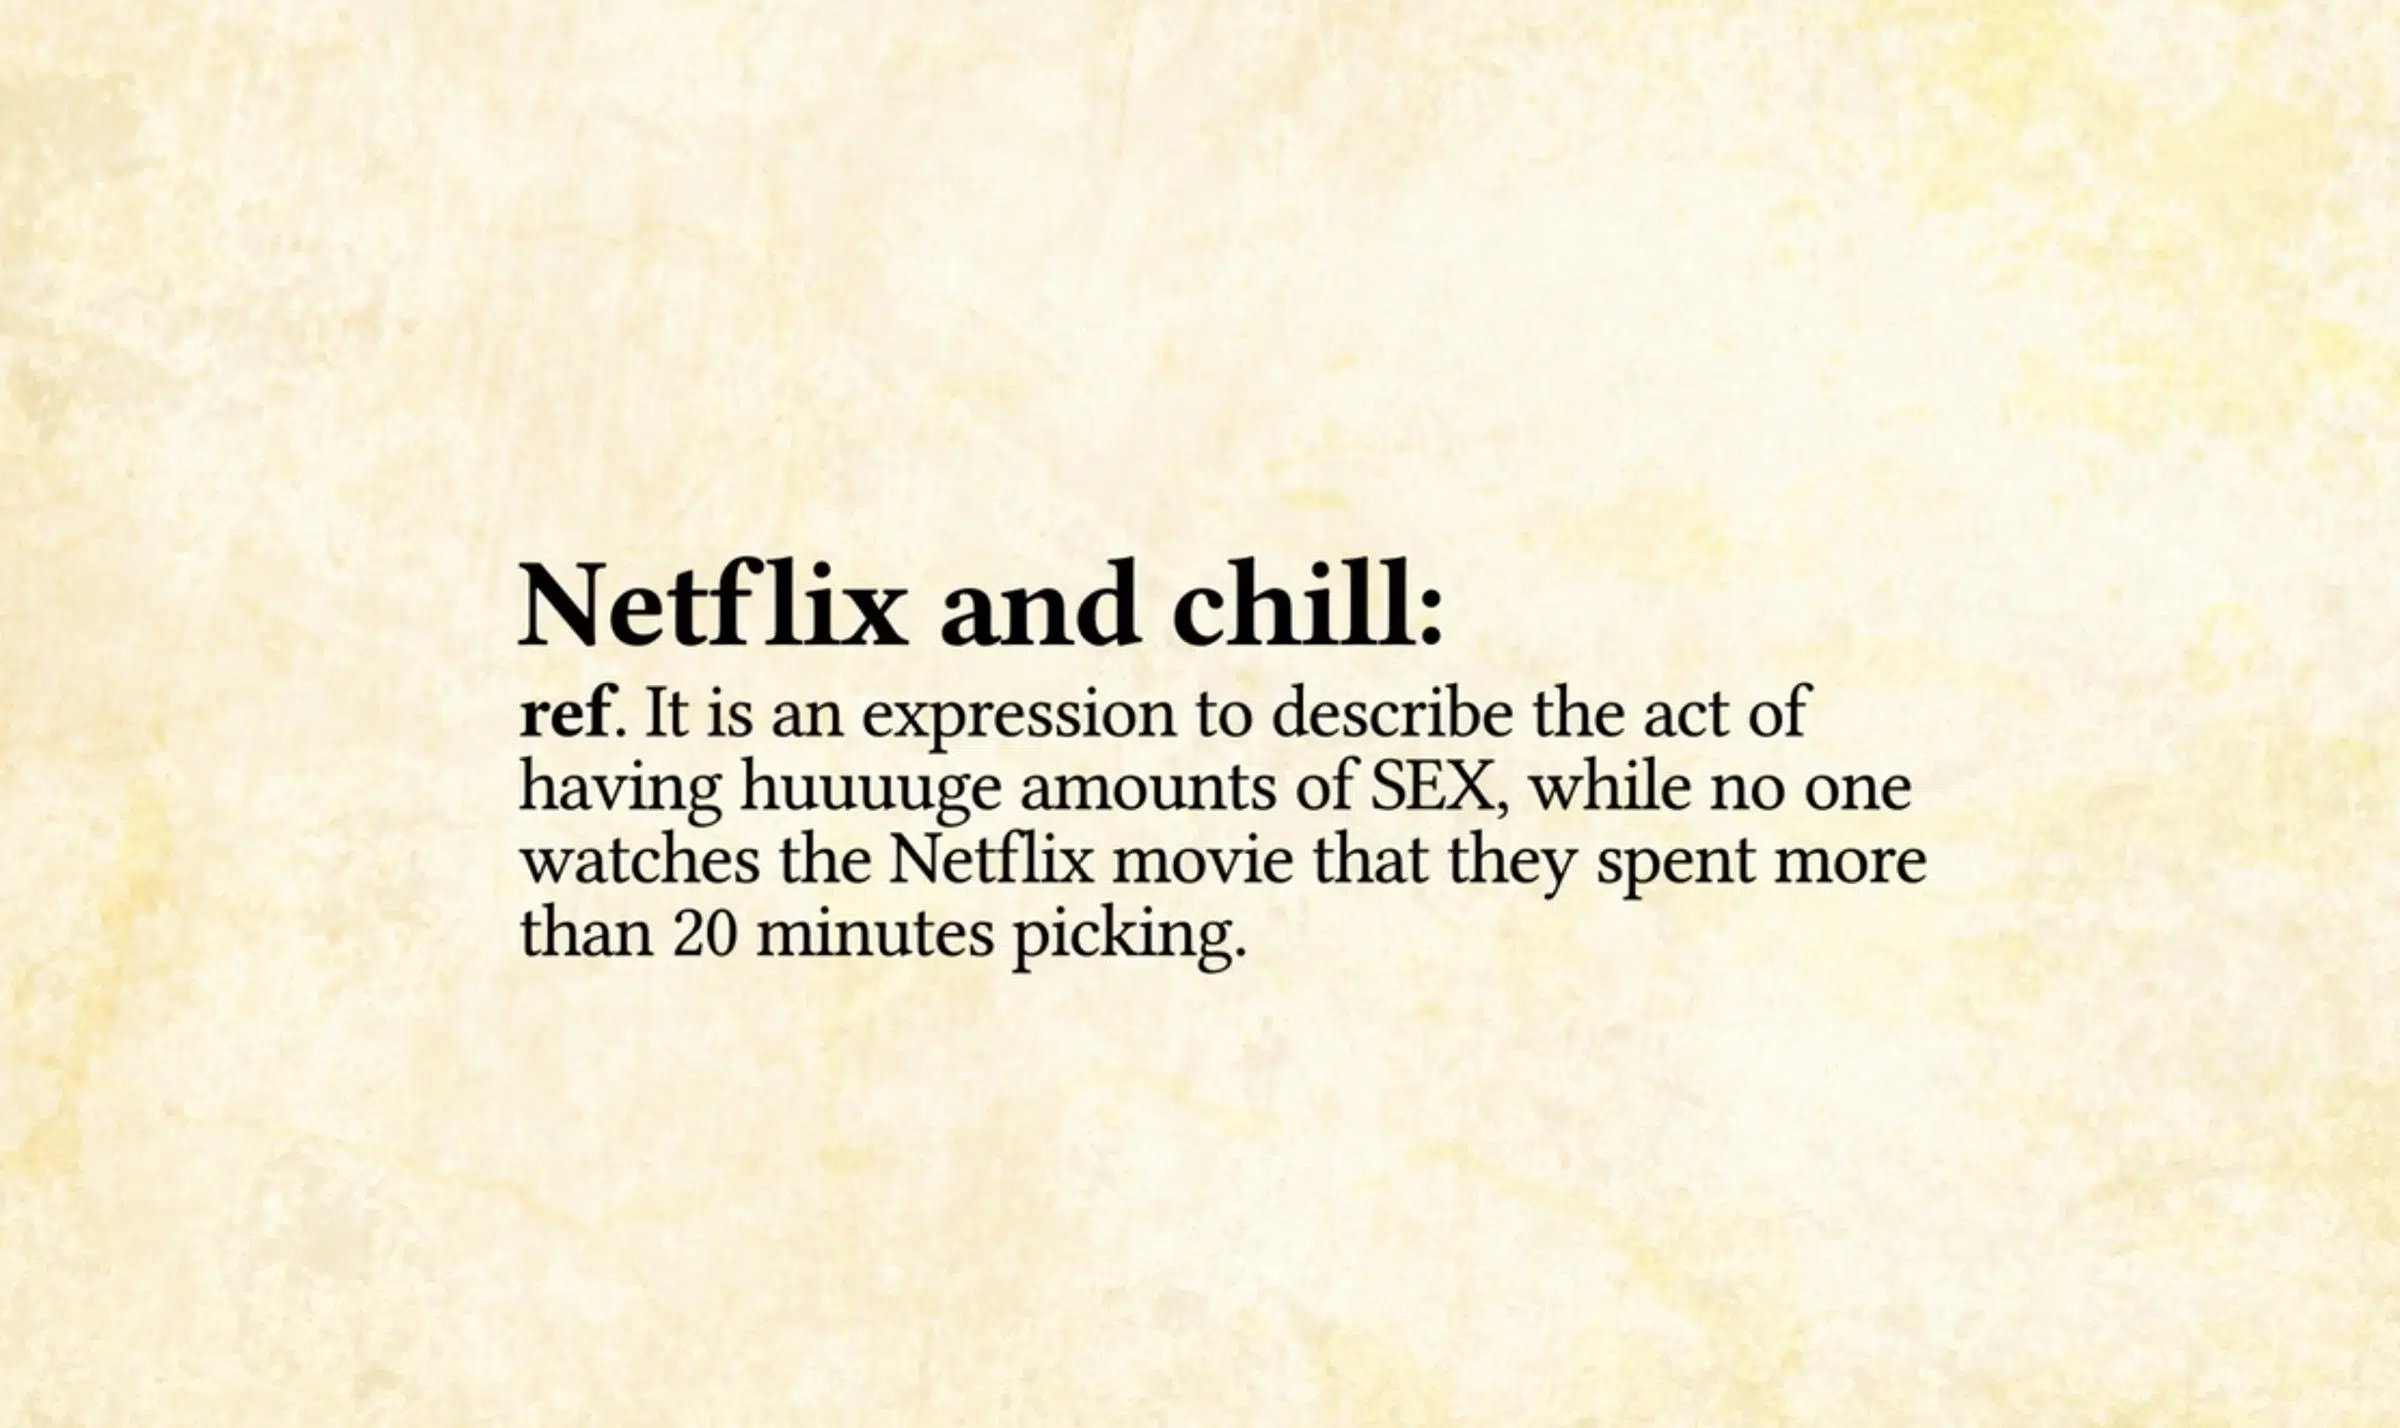 Netflix and chill:
ref. It is an expression to describe the act of
having huuuuge amounts of SEX, while no one
watches the Netflix movie that they spent more
than 20 minutes picking.